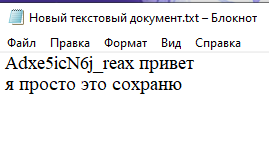 Новый текстовый документ.txt – Блокнот
Файл Правка Формат Вид Справка
Adxe5icN6j_reax привет
я просто это сохраню